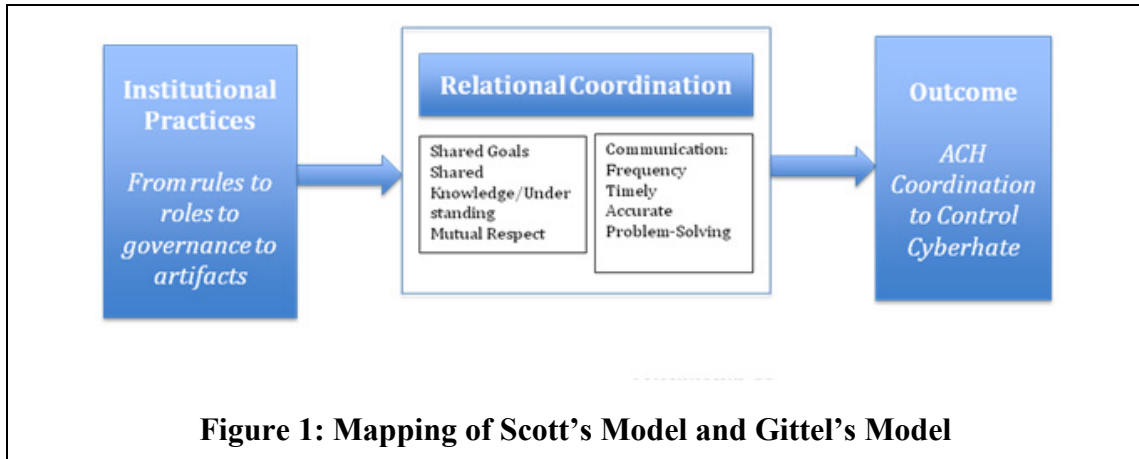 Institutional
Practices
From rules to
roles to
governance to
artifacts
Relational Coordination
Shared Goals
Shared
Knowledge/Under
standing
Mutual Respect
Communication:
Frequency
Timely
Accurate
Problem-Solving
Outcome
ACH
Coordination
to Control
Cyberhate
Figure 1: Mapping of Scott’s Model and Gittel’s Model